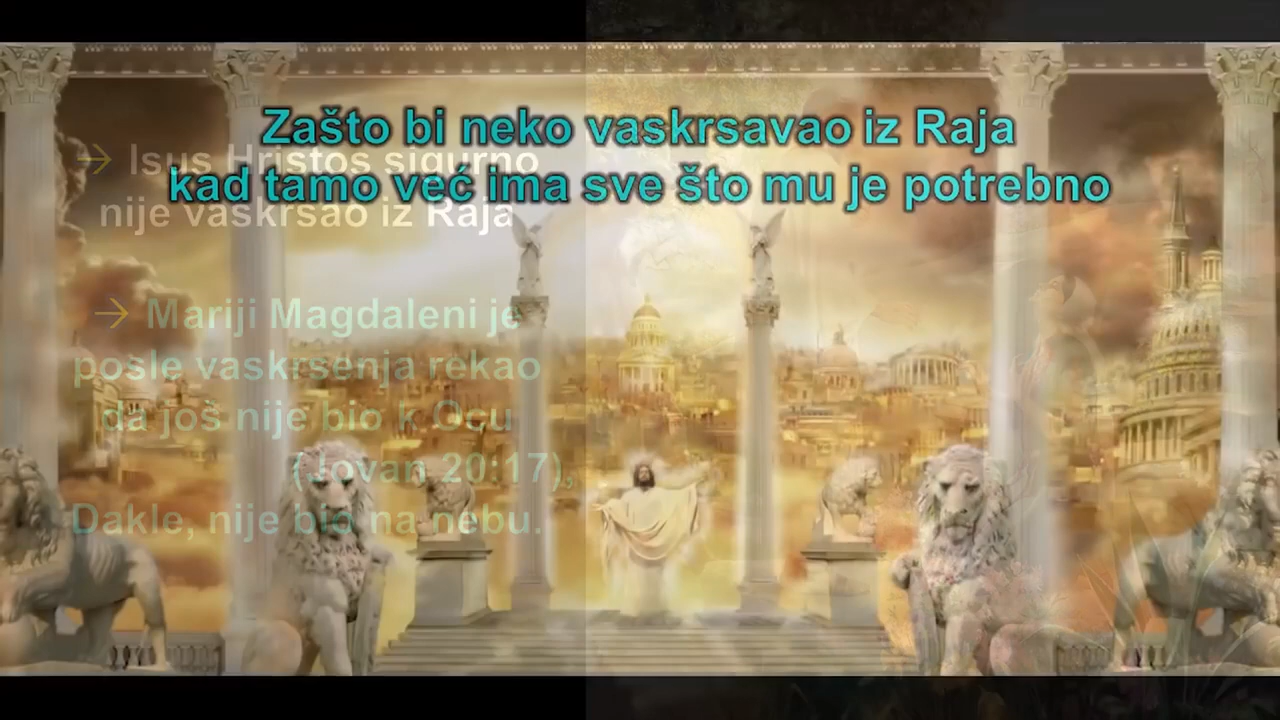 Zašto bi neko vaskrsavao iz Raja
kad tamo već ima sve što mu je potrebno
→ Isus Hristos sigurno
nije vaskrsao iz Raja
→ Mariji Magdaleni je
posle vaskrsenja rekao
da još nije bio k Ocu
(Jovan 20:17),
Dakle, nije bio na nebu.